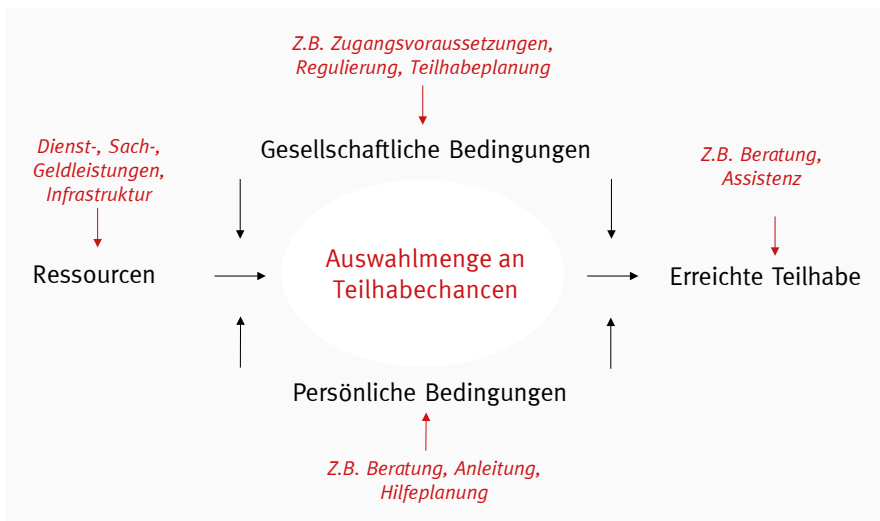 Z.B. Zugangsvoraussetzungen,
Regulierung, Teilhabeplanung
Dienst-, Sach-,
Geldleistungen,
Infrastruktur
Gesellschaftliche Bedingungen
Z.B. Beratung,
Assistenz
Ressourcen
Auswahlmenge an
Teilhabechancen
Erreichte Teilhabe
Persönliche Bedingungen
Z.B. Beratung, Anleitung,
Hilfeplanung